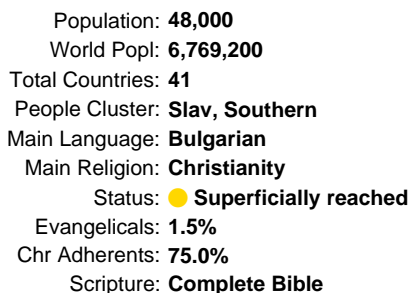 Population: 48,000
World Popl: 6,769,200
Total Countries: 41
People Cluster: Slav, Southern
Main Language: Bulgarian
Main Religion: Christianity
Status: Superficially reached
Evangelicals: 1.5%
Chr Adherents: 75.0%
Scripture: Complete Bible